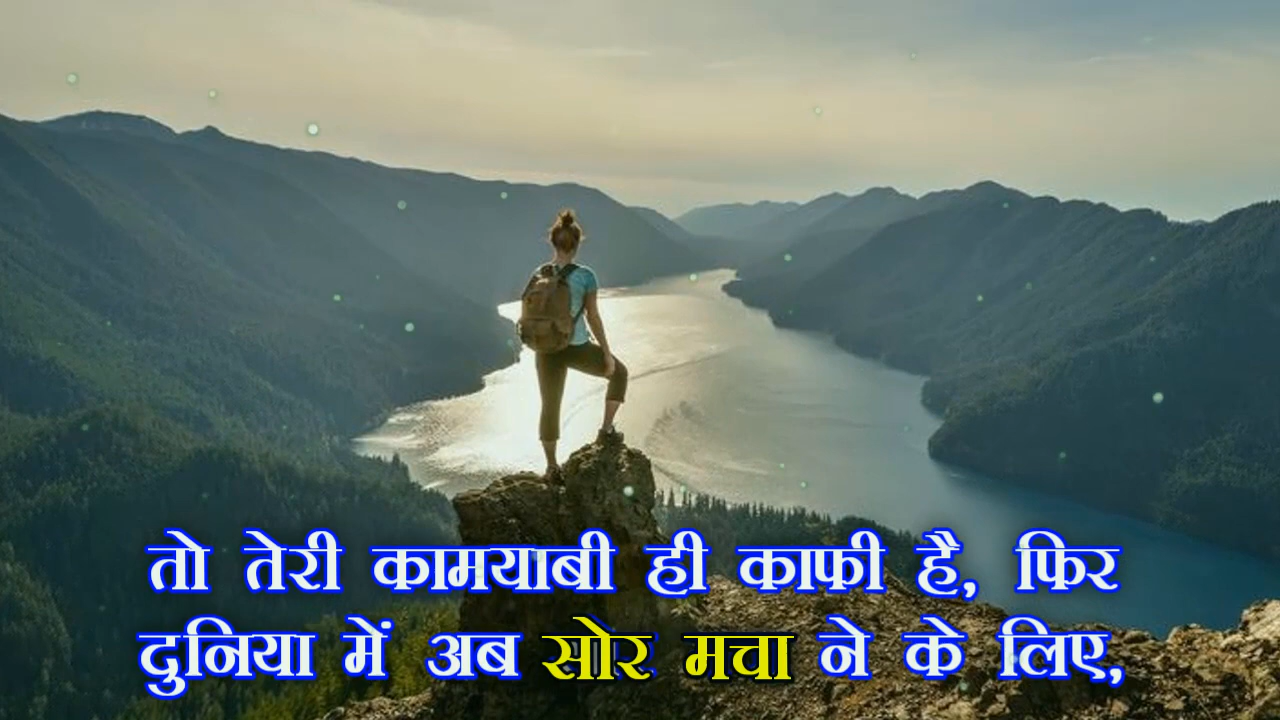 तो तेरी कामयाबी ही काफी है, फिर
दुनिया में अब सोर मचा ने के लिए,